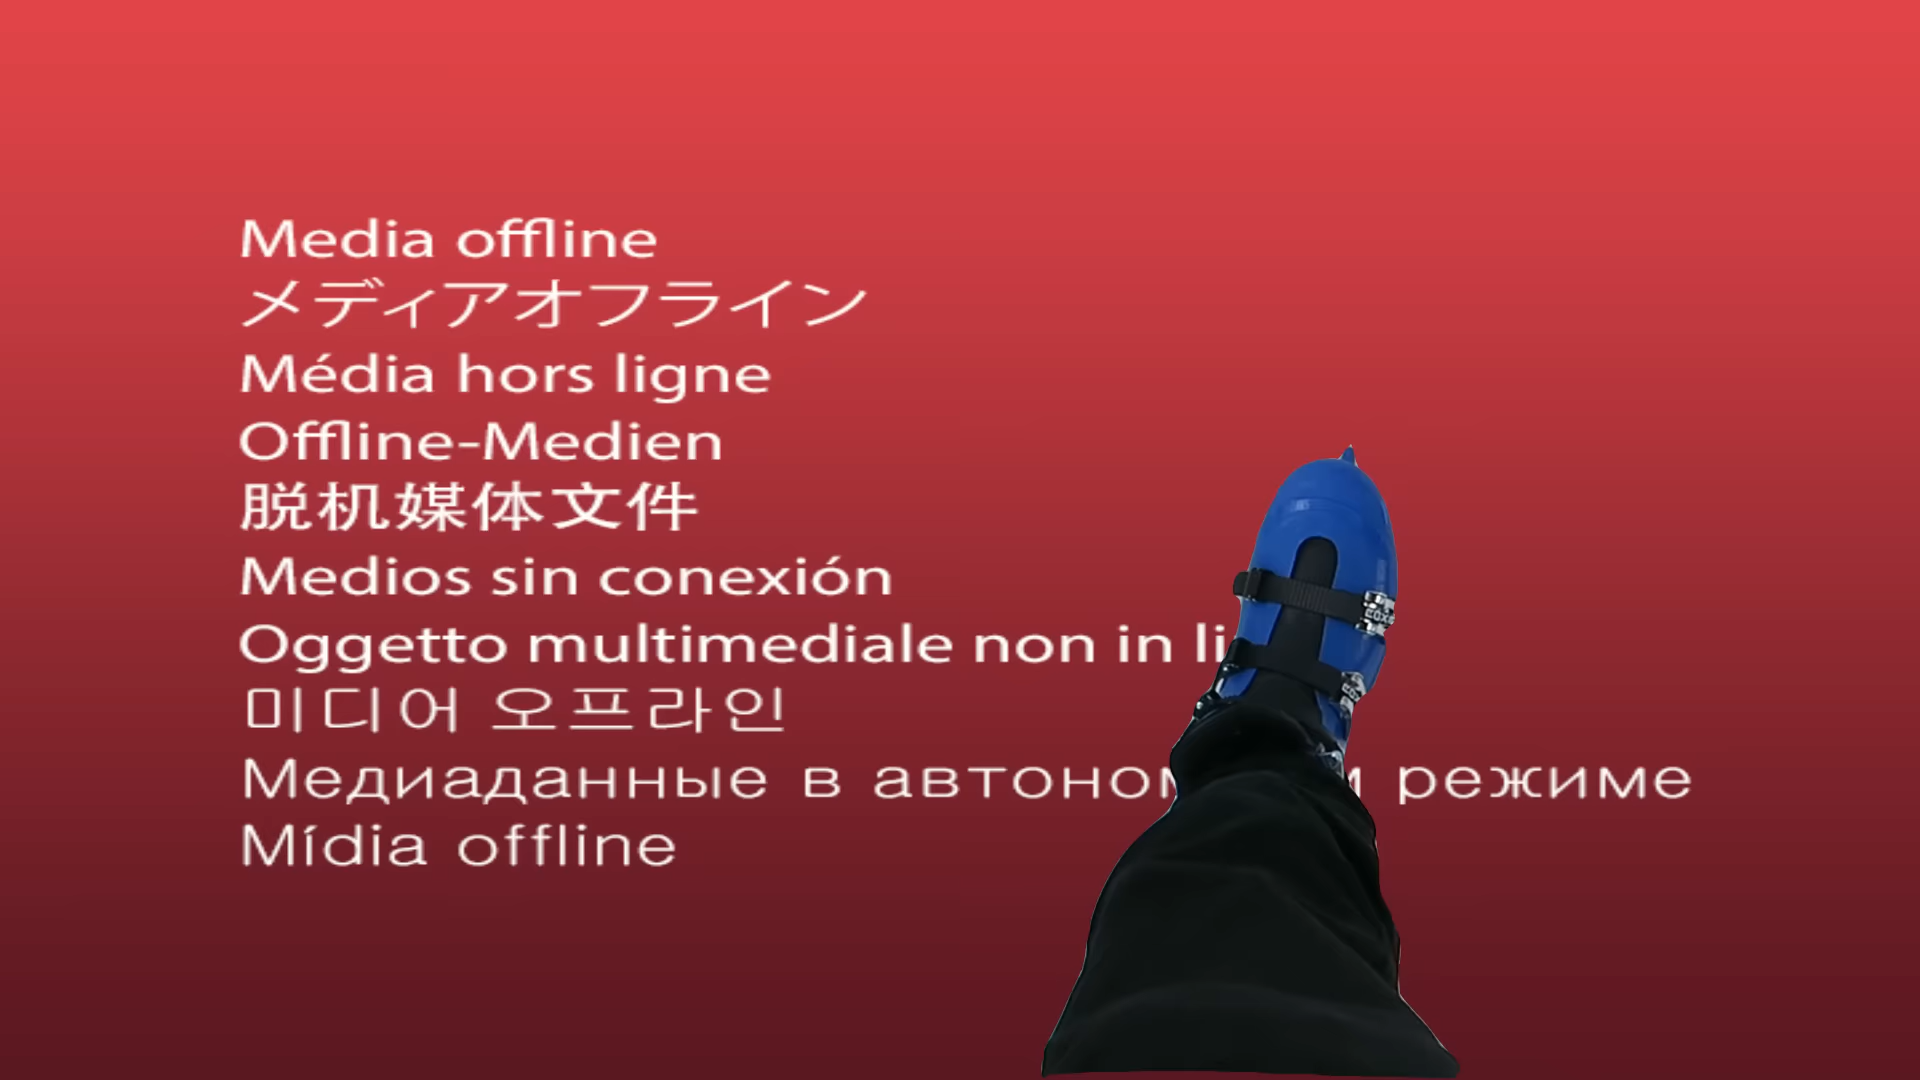 Media offline
メディアオフライン
Média hors ligne
Offline-Medien
脱机媒体文件
Medios sin conexión
Oggetto multimediale non in
미디어 오프라인
Медиаданные в режиме
Mídia offline